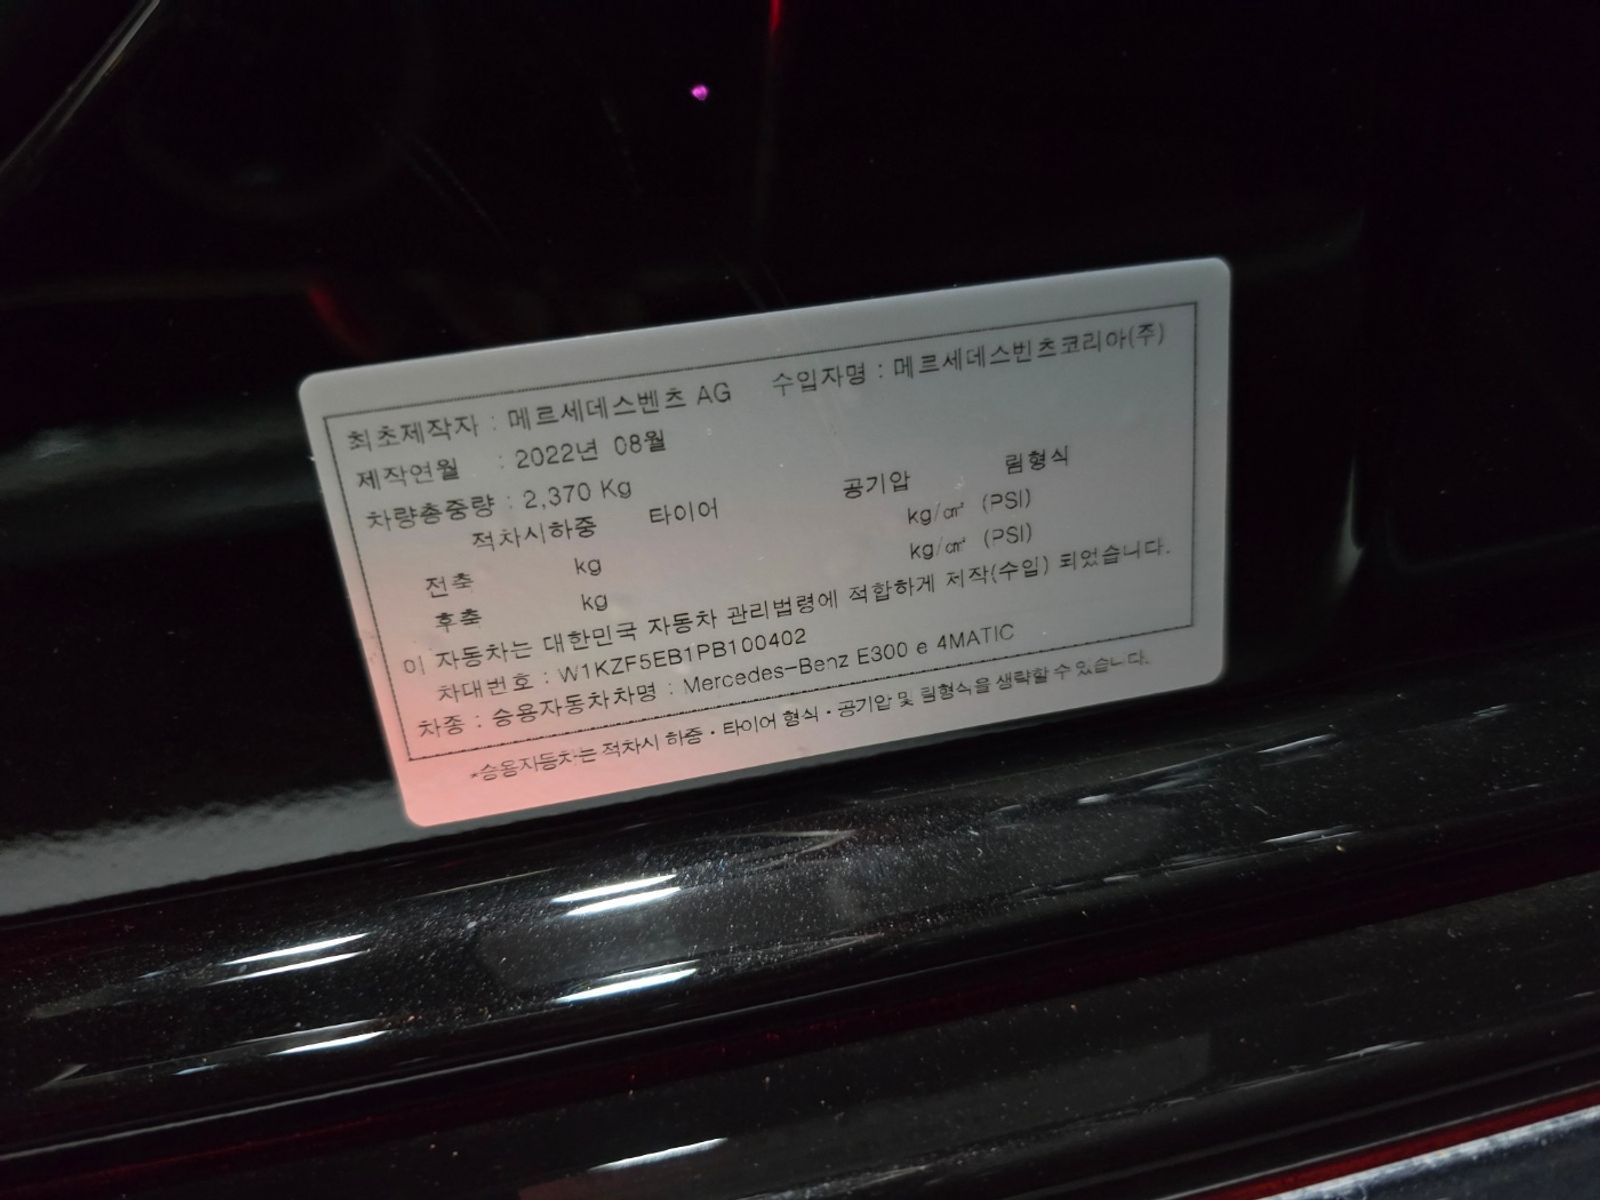 최초제작자 : 메르세데스벤츠 AG 수입자명 : 메르세데스벤츠코리아(주)
제작연월 : 2022년 08월
차량총중량 : 2,370 Kg
적차시하중 타이어 공기압 림형식
전축 kg kg/㎠ (PSI)
후축 kg kg/㎠ (PSI)
이 자동차는 대한민국 자동차 관리법령에 적합하게 제작(수입) 되었습니다.
차대번호 : W1KZF5EB1PB100402
차종 : 승용자동차차명 : Mercedes-Benz E300 e 4MATIC
*승용자동차는 적차시 하중·타이어 형식·공기압 및 림형식을 생략할 수 있습니다.